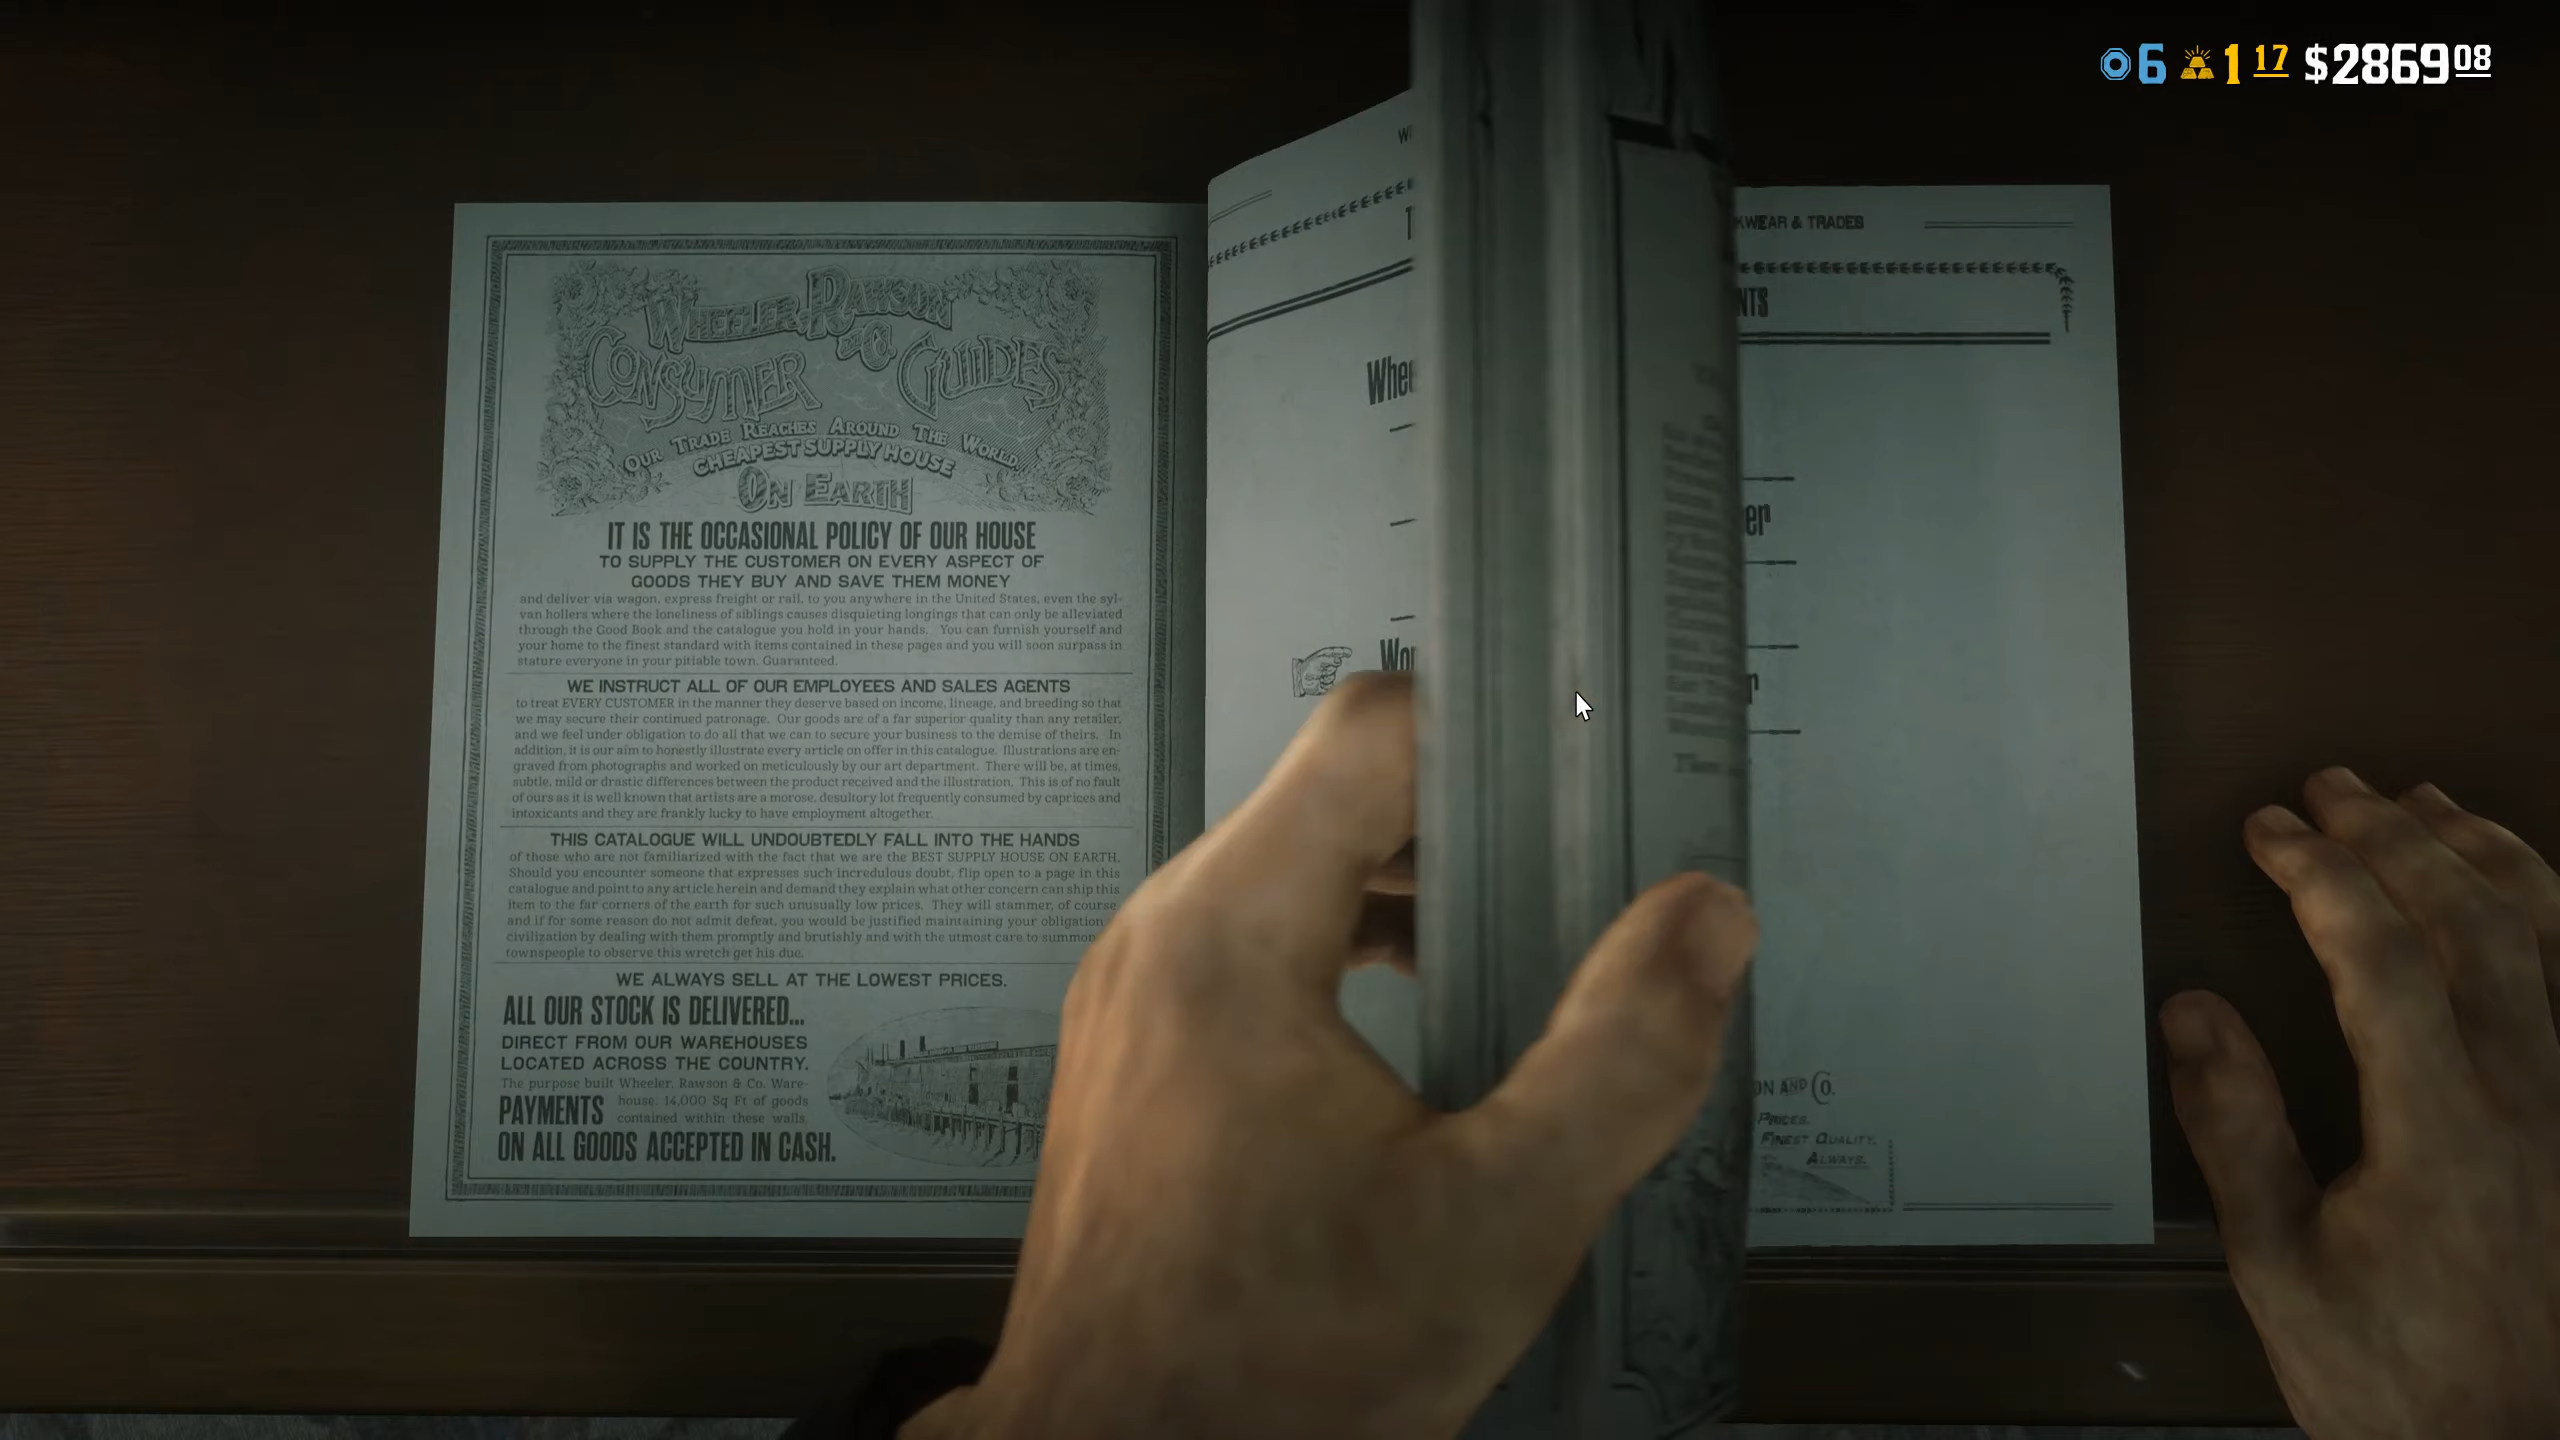 6 1 17 $2869 08
WHEELER, RAWSON
AND CO.
CONSUMER GUIDES
OUR TRADE REACHES AROUND THE WORLD.
CHEAPEST SUPPLY HOUSE
ON EARTH
IT IS THE OCCASIONAL POLICY OF OUR HOUSE
TO SUPPLY THE CUSTOMER ON EVERY ASPECT OF
GOODS THEY BUY AND SAVE THEM MONEY
and deliver via wagon, express freight or rail, to you anywhere in the United States, even the syl-
van hollers where the loneliness of siblings causes disquieting longings that can only be alleviated
through the Good Book and the catalogue you hold in your hands. You can furnish yourself and
your home to the finest standard with items contained in these pages and you will soon surpass in
stature everyone in your pitiable town. Guaranteed.
WE INSTRUCT ALL OF OUR EMPLOYEES AND SALES AGENTS
to treat EVERY CUSTOMER in the manner they deserve based on income, lineage, and breeding so that
we may secure their continued patronage. Our goods are of a far superior quality than any retailer,
and we feel under obligation to do all that we can to secure your business to the demise of theirs. In
addition, it is our aim to honestly illustrate every article on offer in this catalogue. Illustrations are en-
graved from photographs and worked on meticulously by our art department. There will be, at times,
subtle, mild or drastic differences between the product received and the illustration. This is of no fault
of ours as it is well known that artists are a morose, desultory lot frequently consumed by caprices and
intoxicants and they are frankly lucky to have employment altogether.
THIS CATALOGUE WILL UNDOUBTEDLY FALL INTO THE HANDS
of those who are not familiarized with the fact that we are the BEST SUPPLY HOUSE ON EARTH.
Should you encounter someone that expresses such incredulous doubt, flip open to a page in this
catalogue and point to any article herein and demand they explain what other concern can ship this
item to the far corners of the earth for such unusually low prices. They will stammer, of course
and if for some reason do not admit defeat, you would be justified maintaining your obligation
civilization by dealing with them promptly and brutishly and with the utmost care to summon
townspeople to observe this wretch get his due.
WE ALWAYS SELL AT THE LOWEST PRICES.
ALL OUR STOCK IS DELIVERED...
DIRECT FROM OUR WAREHOUSES
LOCATED ACROSS THE COUNTRY.
The purpose built Wheeler, Rawson & Co. Ware-
house. 14,000 Sq Ft of goods
PAYMENTS contained within these walls.
ON ALL GOODS ACCEPTED IN CASH.
Whee
Wor
KWEAR & TRADES
NTS
er
r
ON AND CO.
PRICES.
FINEST QUALITY.
ALWAYS.